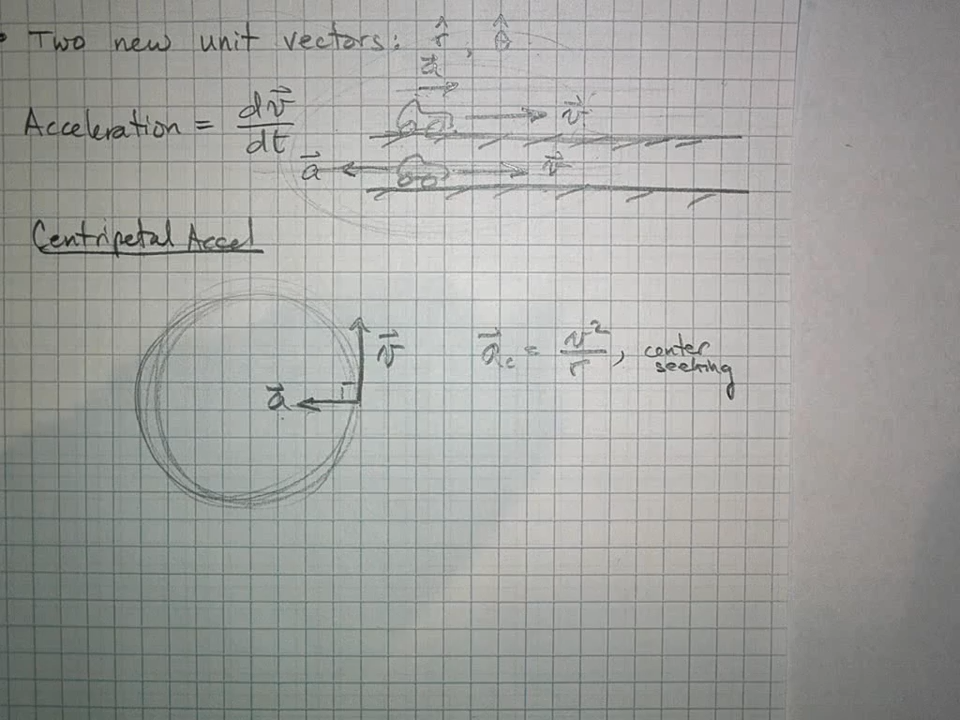 • Two new unit vectors: r̂, θ̂
a⃗
Acceleration = dv⃗/dt
v⃗
a⃗
v⃗
Centripetal Accel
v⃗
a⃗
a⃗c = v²/r, center seeking